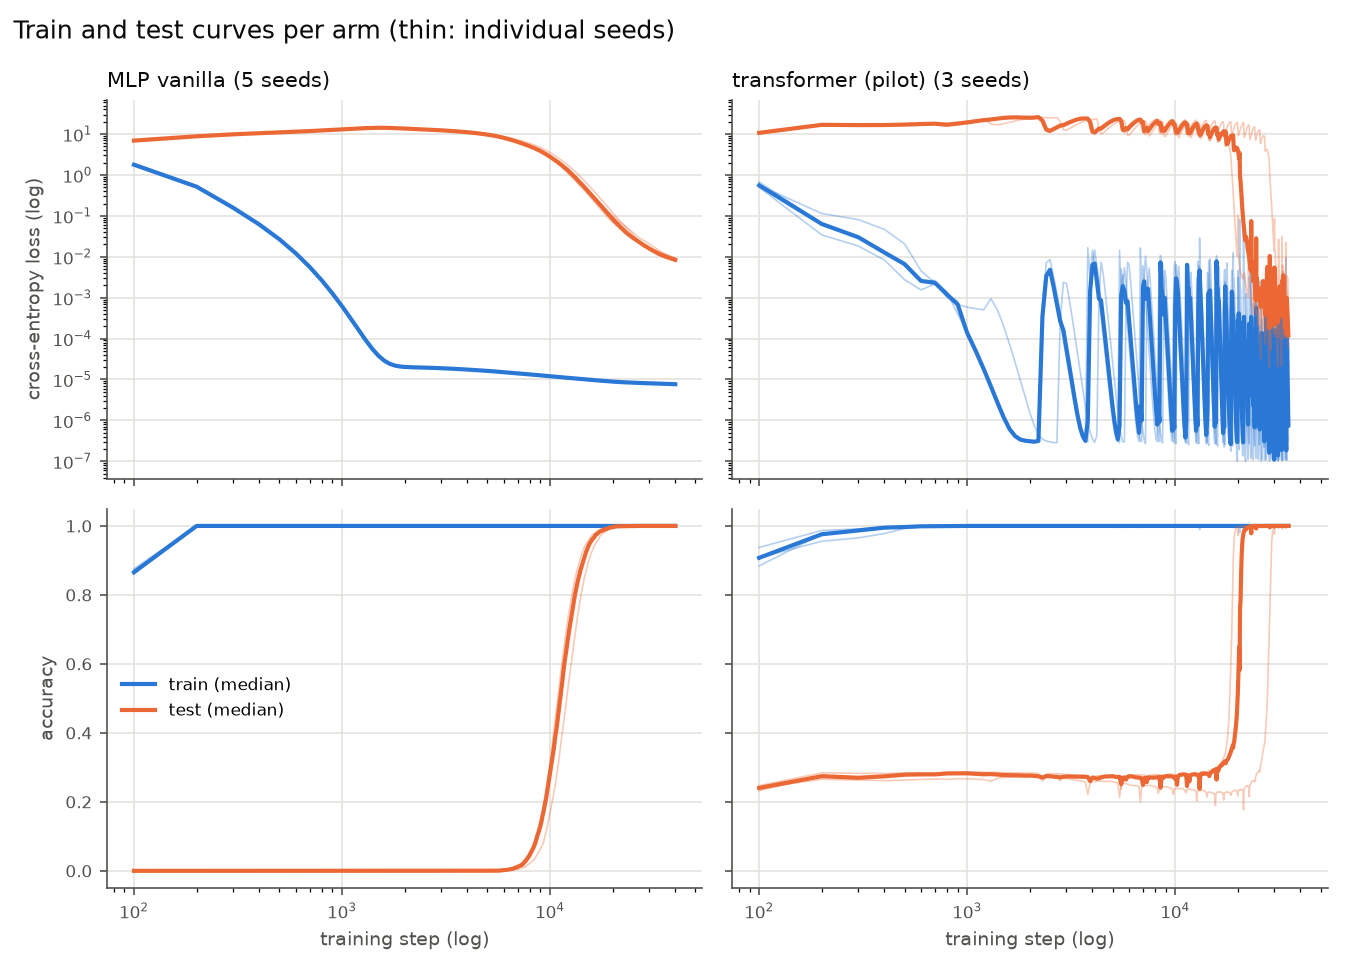 Train and test curves per arm (thin: individual seeds)
MLP vanilla (5 seeds)
transformer (pilot) (3 seeds)
cross-entropy loss (log)
10¹
10⁰
10⁻¹
10⁻²
10⁻³
10⁻⁴
10⁻⁵
10⁻⁶
10⁻⁷
accuracy
1.0
0.8
0.6
0.4
0.2
0.0
train (median)
test (median)
10² 10³ 10⁴
training step (log)
10² 10³ 10⁴
training step (log)